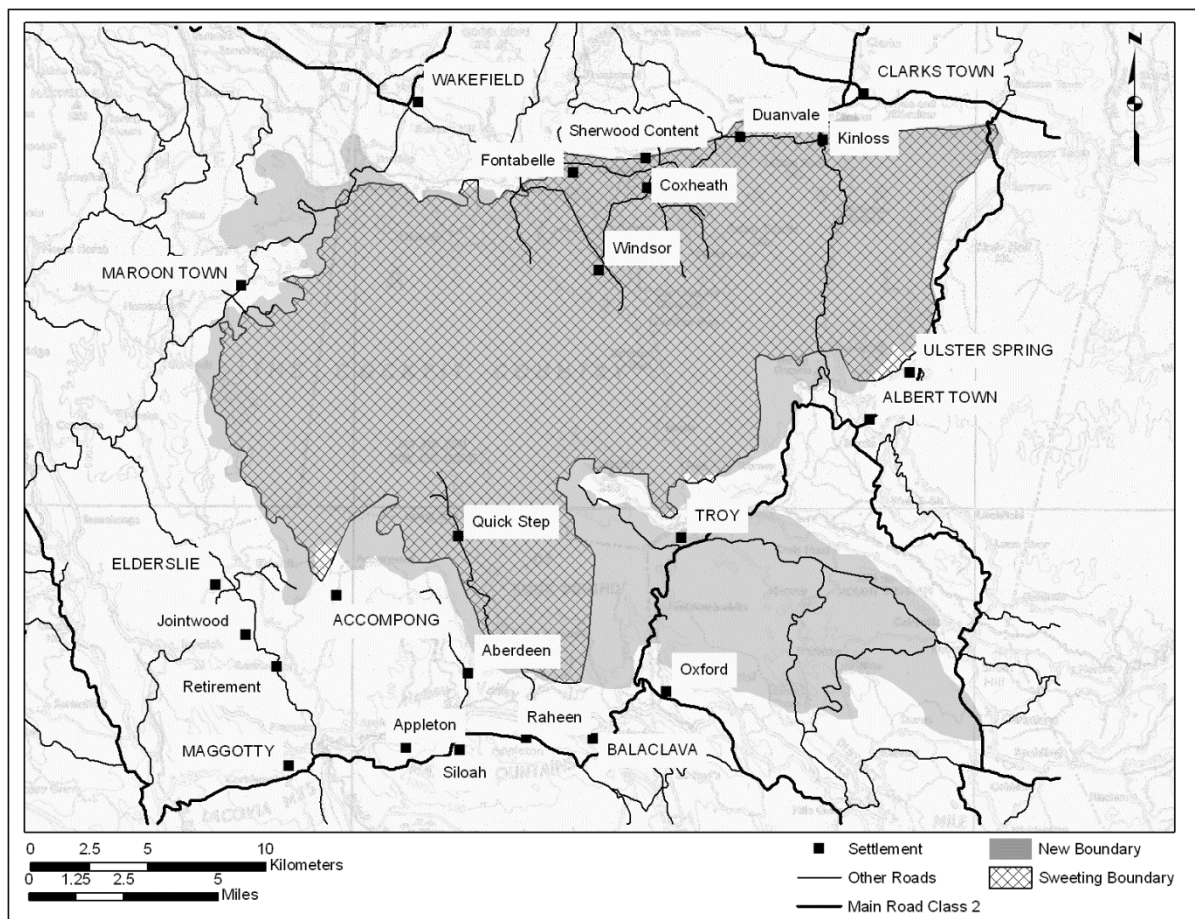 WAKEFIELD
CLARKS TOWN
Duanvale
Sherwood Content
Kinloss
Fontabelle
Coxheath
Windsor
MAROON TOWN
ULSTER SPRING
ALBERT TOWN
Quick Step
TROY
ELDERSLIE
Jointwood
ACCOMPONG
Aberdeen
Retirement
Oxford
Appleton
Raheen
MAGGOTTY
Siloah
BALACLAVA
N
0 2.5 5 10
Kilometers
0 1.25 2.5 5
Miles
Settlement
Other Roads
Main Road Class 2
New Boundary
Sweeting Boundary